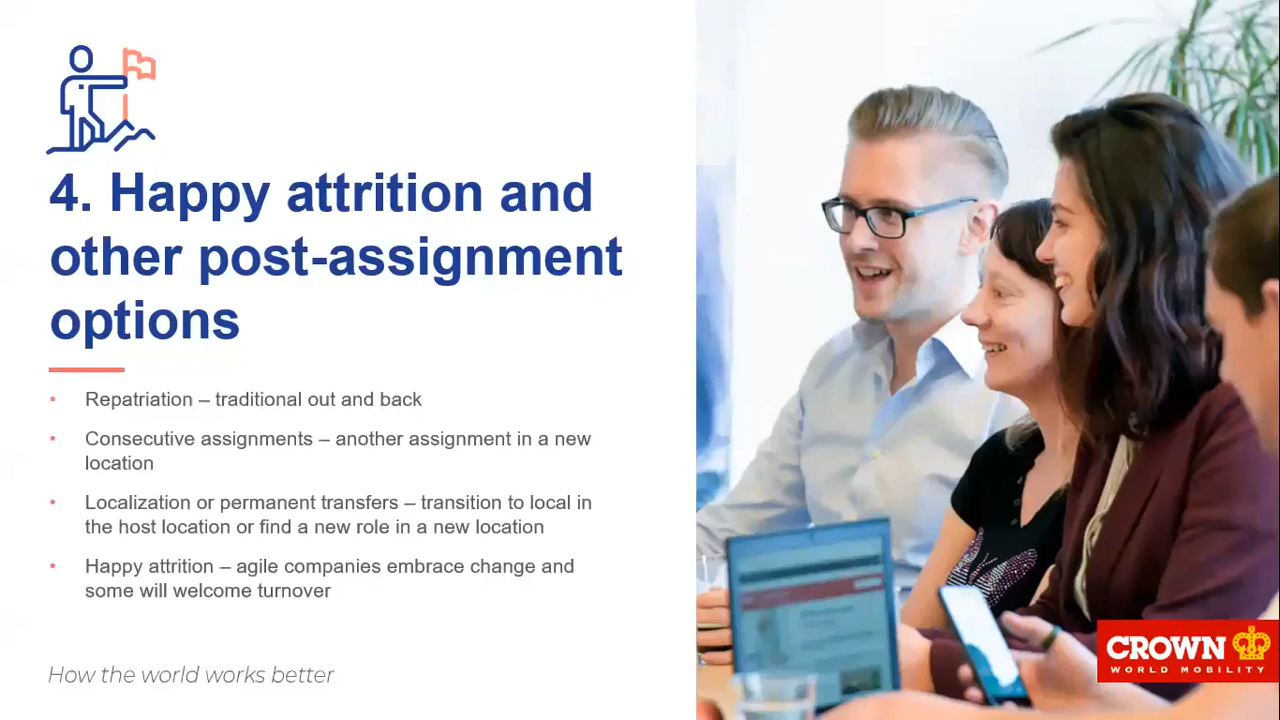 4. Happy attrition and
other post-assignment
options
• Repatriation – traditional out and back
• Consecutive assignments – another assignment in a new
location
• Localization or permanent transfers – transition to local in
the host location or find a new role in a new location
• Happy attrition – agile companies embrace change and
some will welcome turnover
How the world works better
CROWN
WORLD MOBILITY